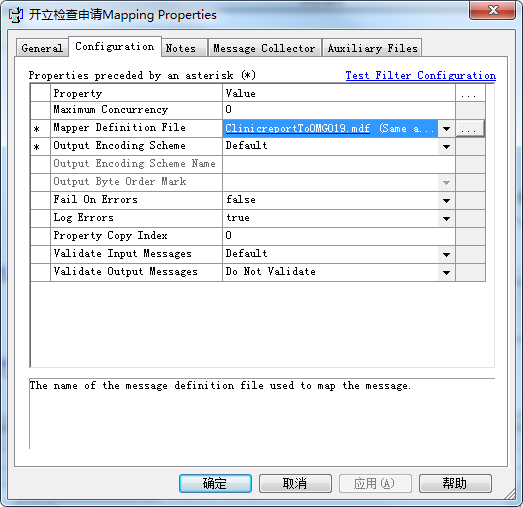 开立检查申请Mapping Properties
General Configuration Notes Message Collector Auxiliary Files
Properties preceded by an asterisk (*) Test Filter Configuration
Property Value ...
Maximum Concurrency 0
* Mapper Definition File ClinicreportToOMG019.mdf (Same a... ...
* Output Encoding Scheme Default
Output Encoding Scheme Name
Output Byte Order Mark
Fail On Errors false
Log Errors true
Property Copy Index 0
Validate Input Messages Default
Validate Output Messages Do Not Validate
The name of the message definition file used to map the message.
确定 取消 应用(A) 帮助